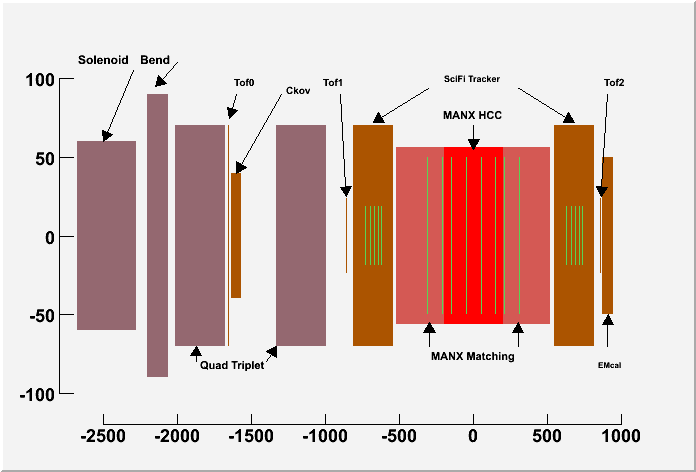 Solenoid Bend
Tof0 Ckov Tof1 SciFi Tracker Tof2
MANX HCC
100
50
0
-50
-100
Quad Triplet MANX Matching EMcal
-2500 -2000 -1500 -1000 -500 0 500 1000